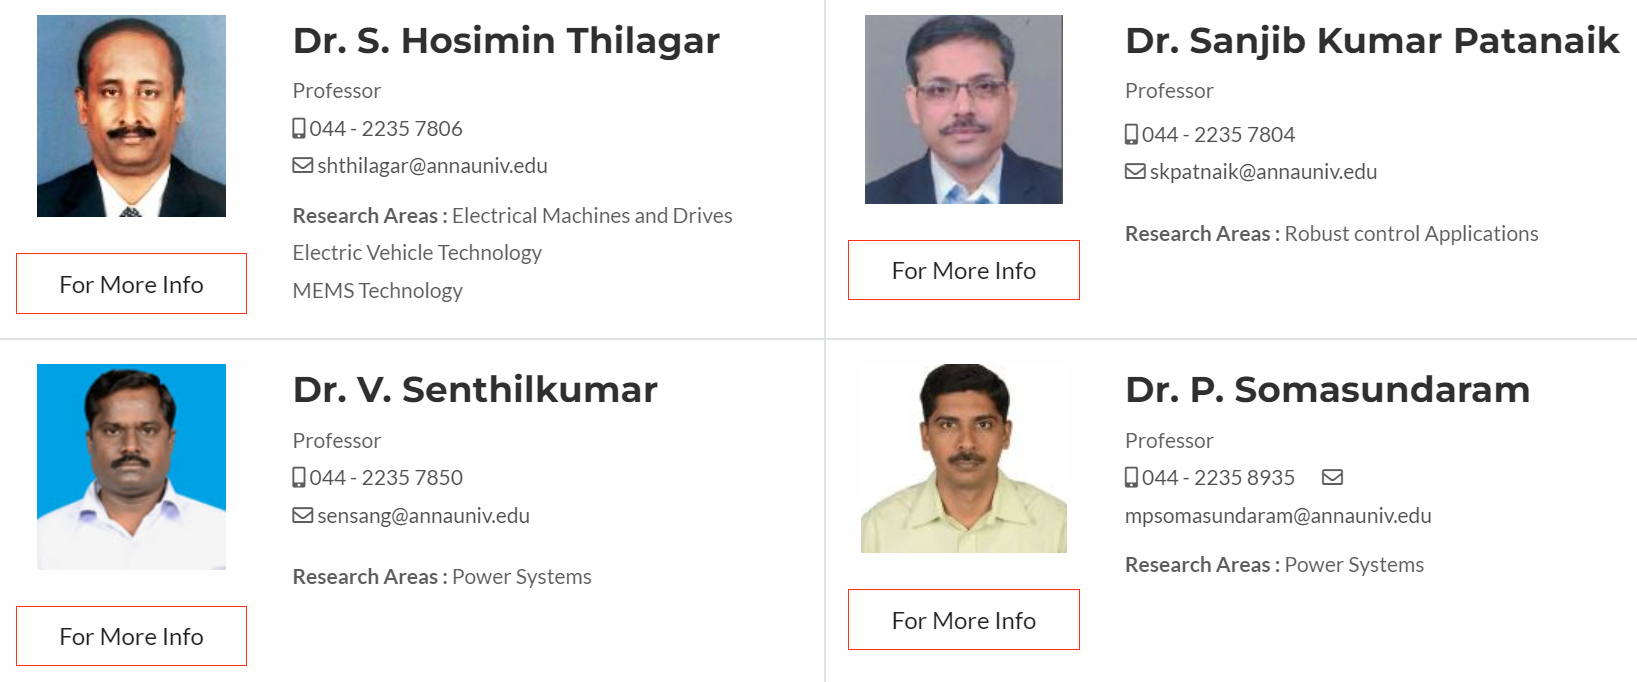 Dr. S. Hosimin Thilagar
Professor
044 - 2235 7806
shthilagar@annauniv.edu
Research Areas : Electrical Machines and Drives
Electric Vehicle Technology
MEMS Technology
For More Info
Dr. Sanjib Kumar Patanaik
Professor
044 - 2235 7804
skpatnaik@annauniv.edu
Research Areas : Robust control Applications
For More Info
Dr. V. Senthilkumar
Professor
044 - 2235 7850
sensang@annauniv.edu
Research Areas : Power Systems
For More Info
Dr. P. Somasundaram
Professor
044 - 2235 8935
mpsomasundaram@annauniv.edu
Research Areas : Power Systems
For More Info